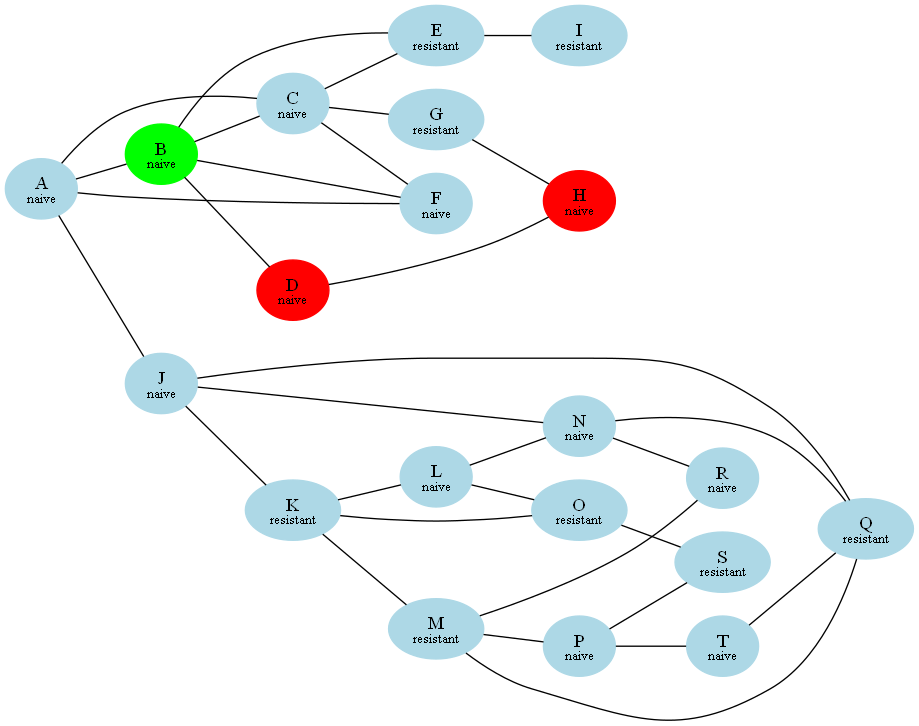 A
naive
B
naive
C
naive
D
naive
E
resistant
F
naive
G
resistant
H
naive
I
resistant
J
naive
K
resistant
L
naive
M
resistant
N
naive
O
resistant
P
naive
Q
resistant
R
naive
S
resistant
T
naive